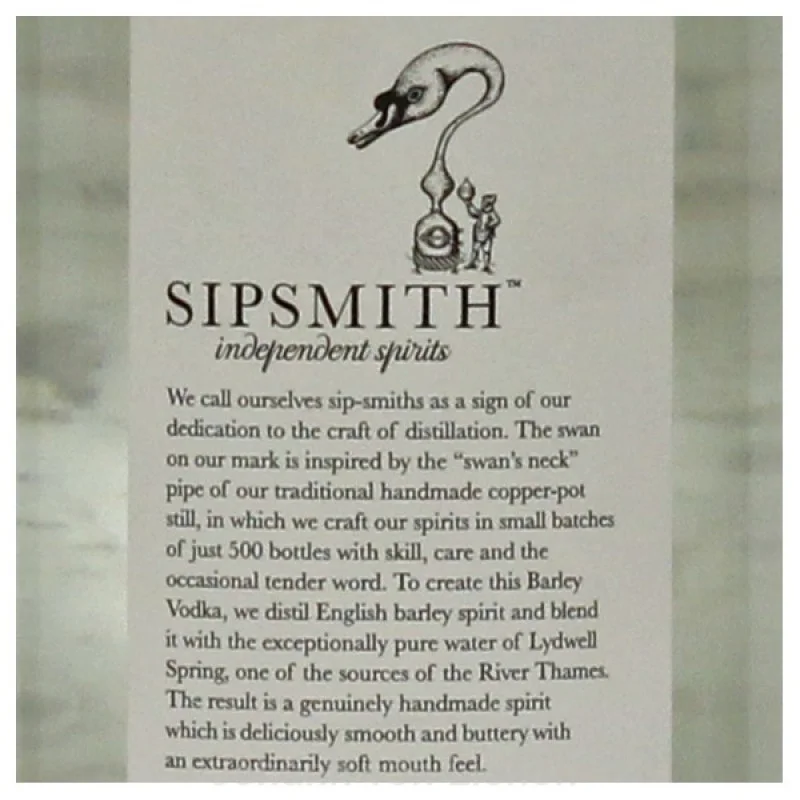 SIPSMITH™
independent spirits
We call ourselves sip-smiths as a sign of our
dedication to the craft of distillation. The swan
on our mark is inspired by the “swan’s neck”
pipe of our traditional handmade copper-pot
still, in which we craft our spirits in small batches
of just 500 bottles with skill, care and the
occasional tender word. To create this Barley
Vodka, we distil English barley spirit and blend
it with the exceptionally pure water of Lydwell
Spring, one of the sources of the River Thames.
The result is a genuinely handmade spirit
which is deliciously smooth and buttery with
an extraordinarily soft mouth feel.